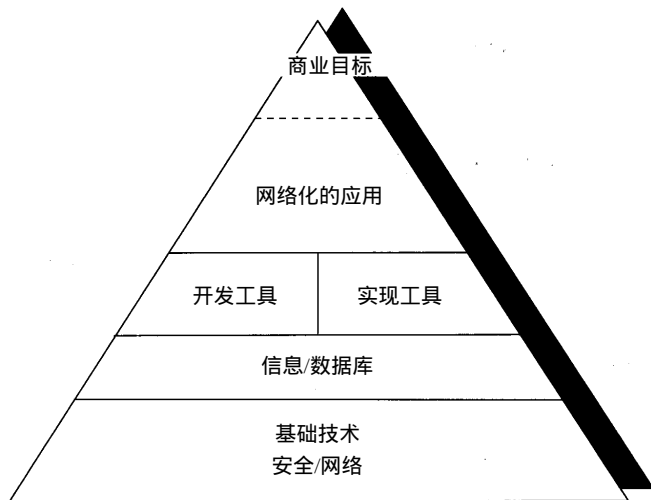 商业目标
网络化的应用
开发工具
实现工具
信息/数据库
基础技术
安全/网络